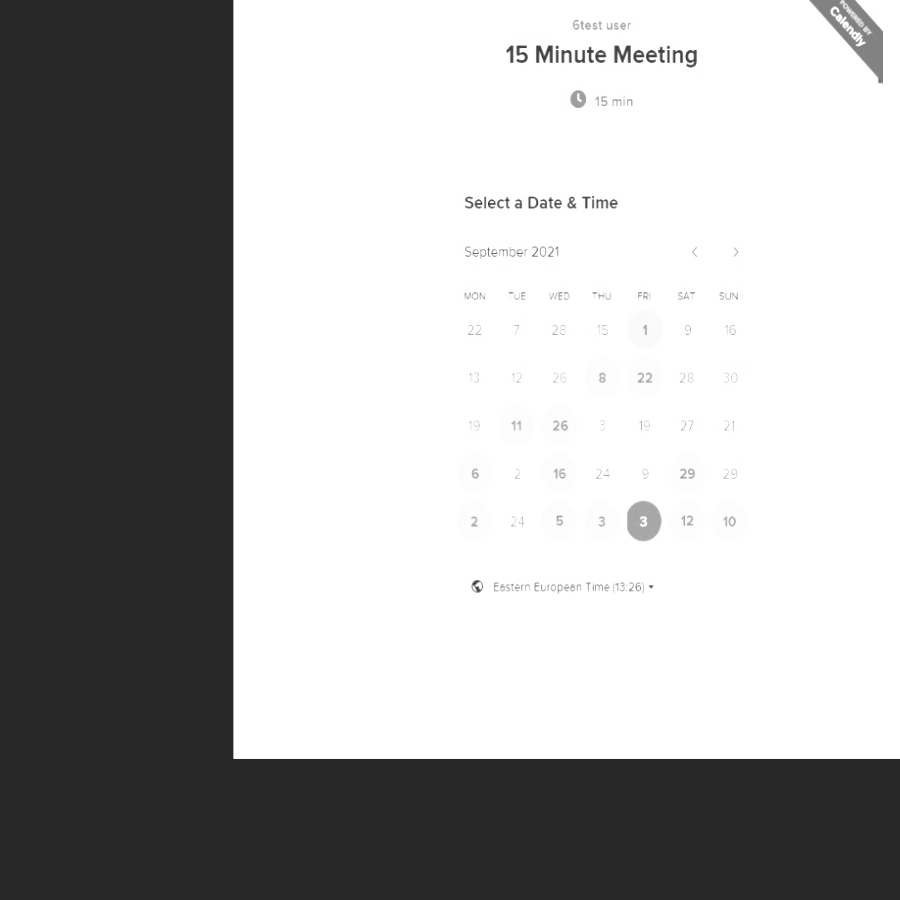 POWERED BY
Calendly
6test user
15 Minute Meeting
15 min
Select a Date & Time
September 2021
MON TUE WED THU FRI SAT SUN
22 7 28 15 1 9 16
13 12 26 8 22 28 30
19 11 26 3 19 27 21
6 2 16 24 9 29 29
2 24 5 3 3 12 10
Eastern European Time (13:26)